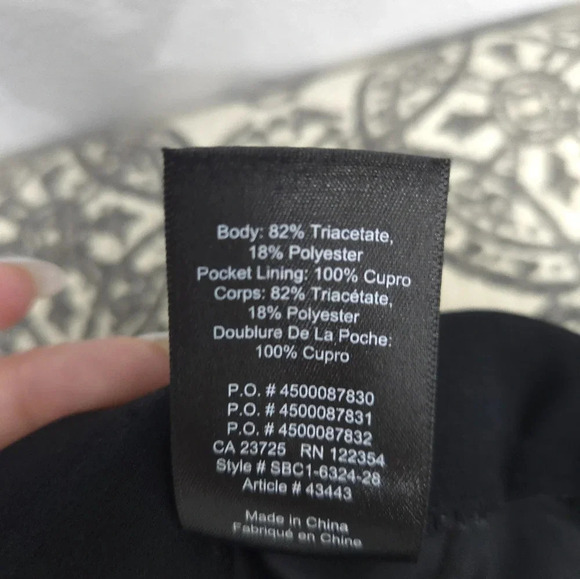 Body: 82% Triacetate,
18% Polyester
Pocket Lining: 100% Cupro
Corps: 82% Triacétate,
18% Polyester
Doublure De La Poche:
100% Cupro
P.O. # 4500087830
P.O. # 4500087831
P.O. # 4500087832
CA 23725 RN 122354
Style # SBC1-6324-28
Article # 43443
Made in China
Fabriqué en Chine